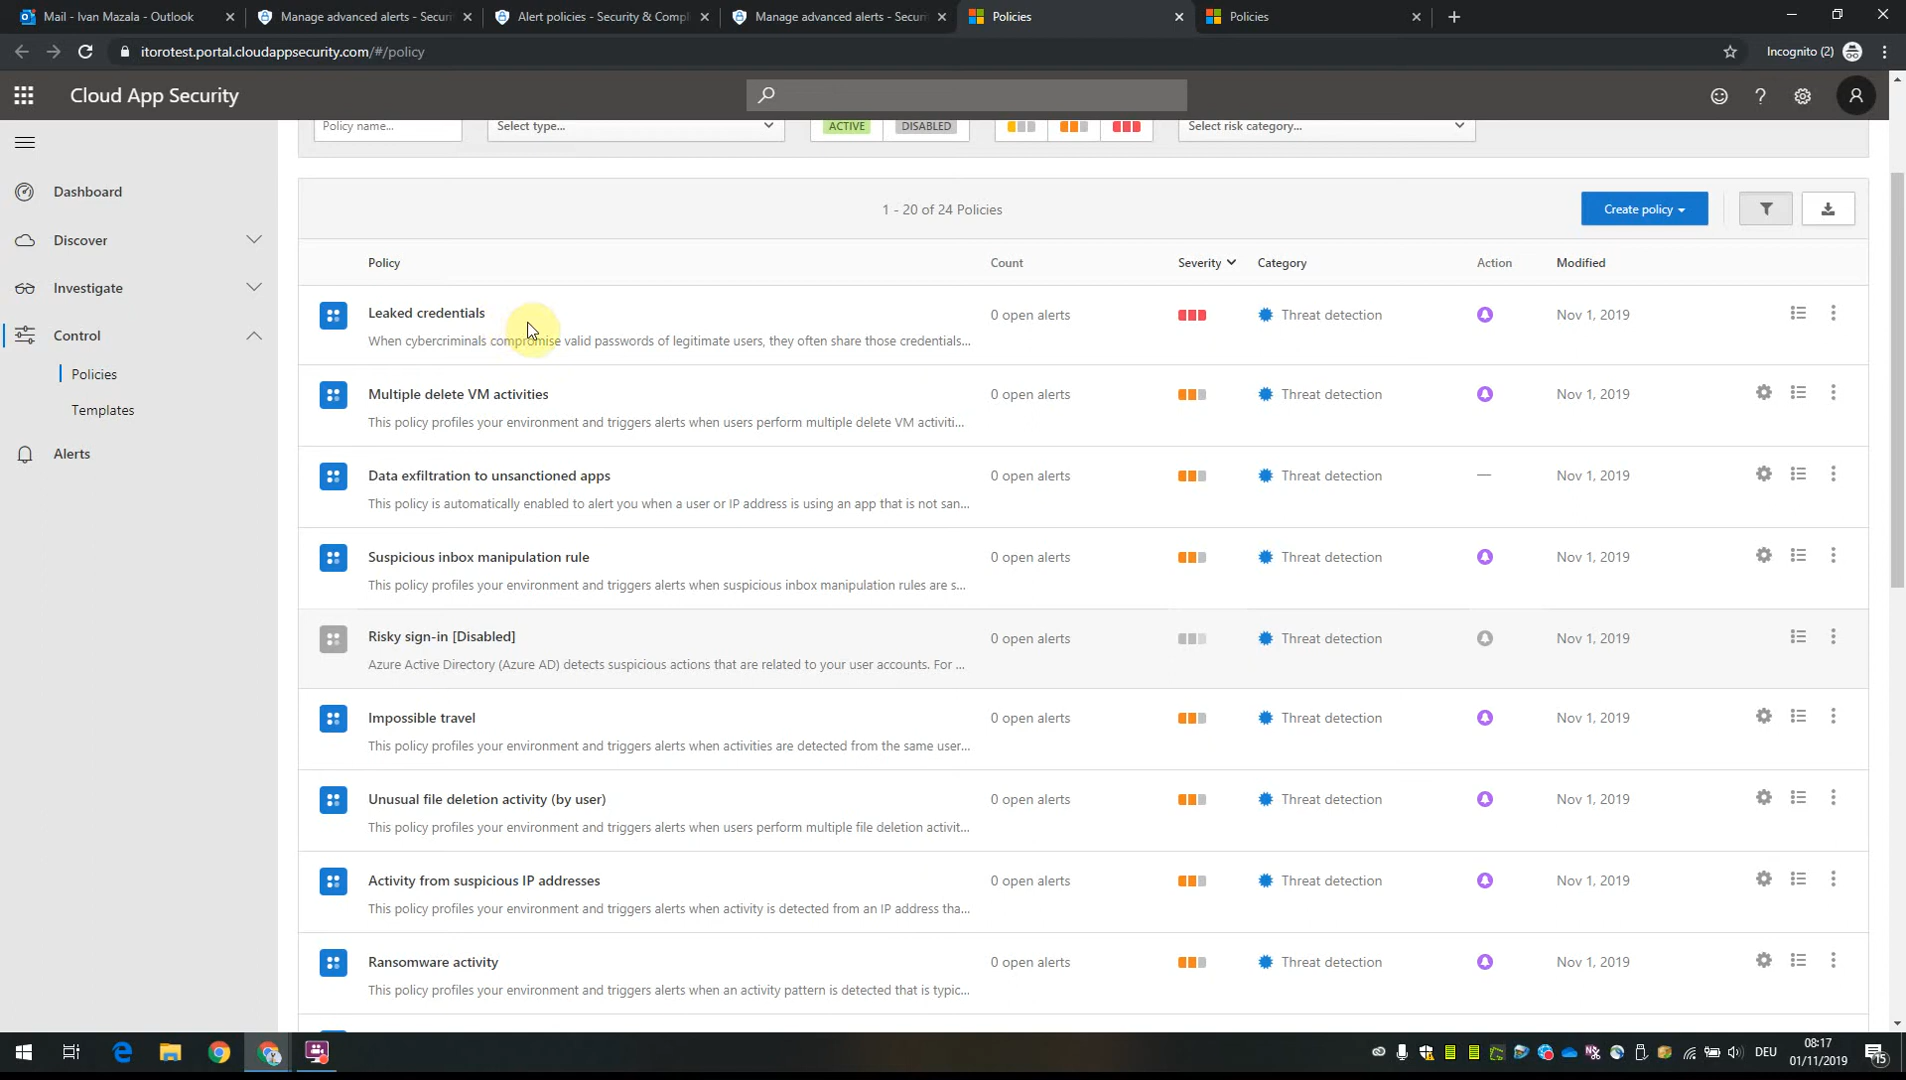 Mail - Ivan Mazala - Outlook
Manage advanced alerts - Securi
Alert policies - Security & Compl
Manage advanced alerts - Securi
Policies
Policies
itorotest.portal.cloudappsecurity.com/#/policy
Incognito (2)
Cloud App Security
Policy name...
Select type...
ACTIVE
DISABLED
Select risk category...
Dashboard
Discover
Investigate
Control
Policies
Templates
Alerts
1 - 20 of 24 Policies
Create policy
Policy Count Severity Category Action Modified
Leaked credentials 0 open alerts Threat detection Nov 1, 2019
When cybercriminals compromise valid passwords of legitimate users, they often share those credentials...
Multiple delete VM activities 0 open alerts Threat detection Nov 1, 2019
This policy profiles your environment and triggers alerts when users perform multiple delete VM activiti...
Data exfiltration to unsanctioned apps 0 open alerts Threat detection — Nov 1, 2019
This policy is automatically enabled to alert you when a user or IP address is using an app that is not san...
Suspicious inbox manipulation rule 0 open alerts Threat detection Nov 1, 2019
This policy profiles your environment and triggers alerts when suspicious inbox manipulation rules are s...
Risky sign-in [Disabled] 0 open alerts Threat detection Nov 1, 2019
Azure Active Directory (Azure AD) detects suspicious actions that are related to your user accounts. For ...
Impossible travel 0 open alerts Threat detection Nov 1, 2019
This policy profiles your environment and triggers alerts when activities are detected from the same user...
Unusual file deletion activity (by user) 0 open alerts Threat detection Nov 1, 2019
This policy profiles your environment and triggers alerts when users perform multiple file deletion activit...
Activity from suspicious IP addresses 0 open alerts Threat detection Nov 1, 2019
This policy profiles your environment and triggers alerts when activity is detected from an IP address tha...
Ransomware activity 0 open alerts Threat detection Nov 1, 2019
This policy profiles your environment and triggers alerts when an activity pattern is detected that is typic...
DEU
08:17
01/11/2019
15